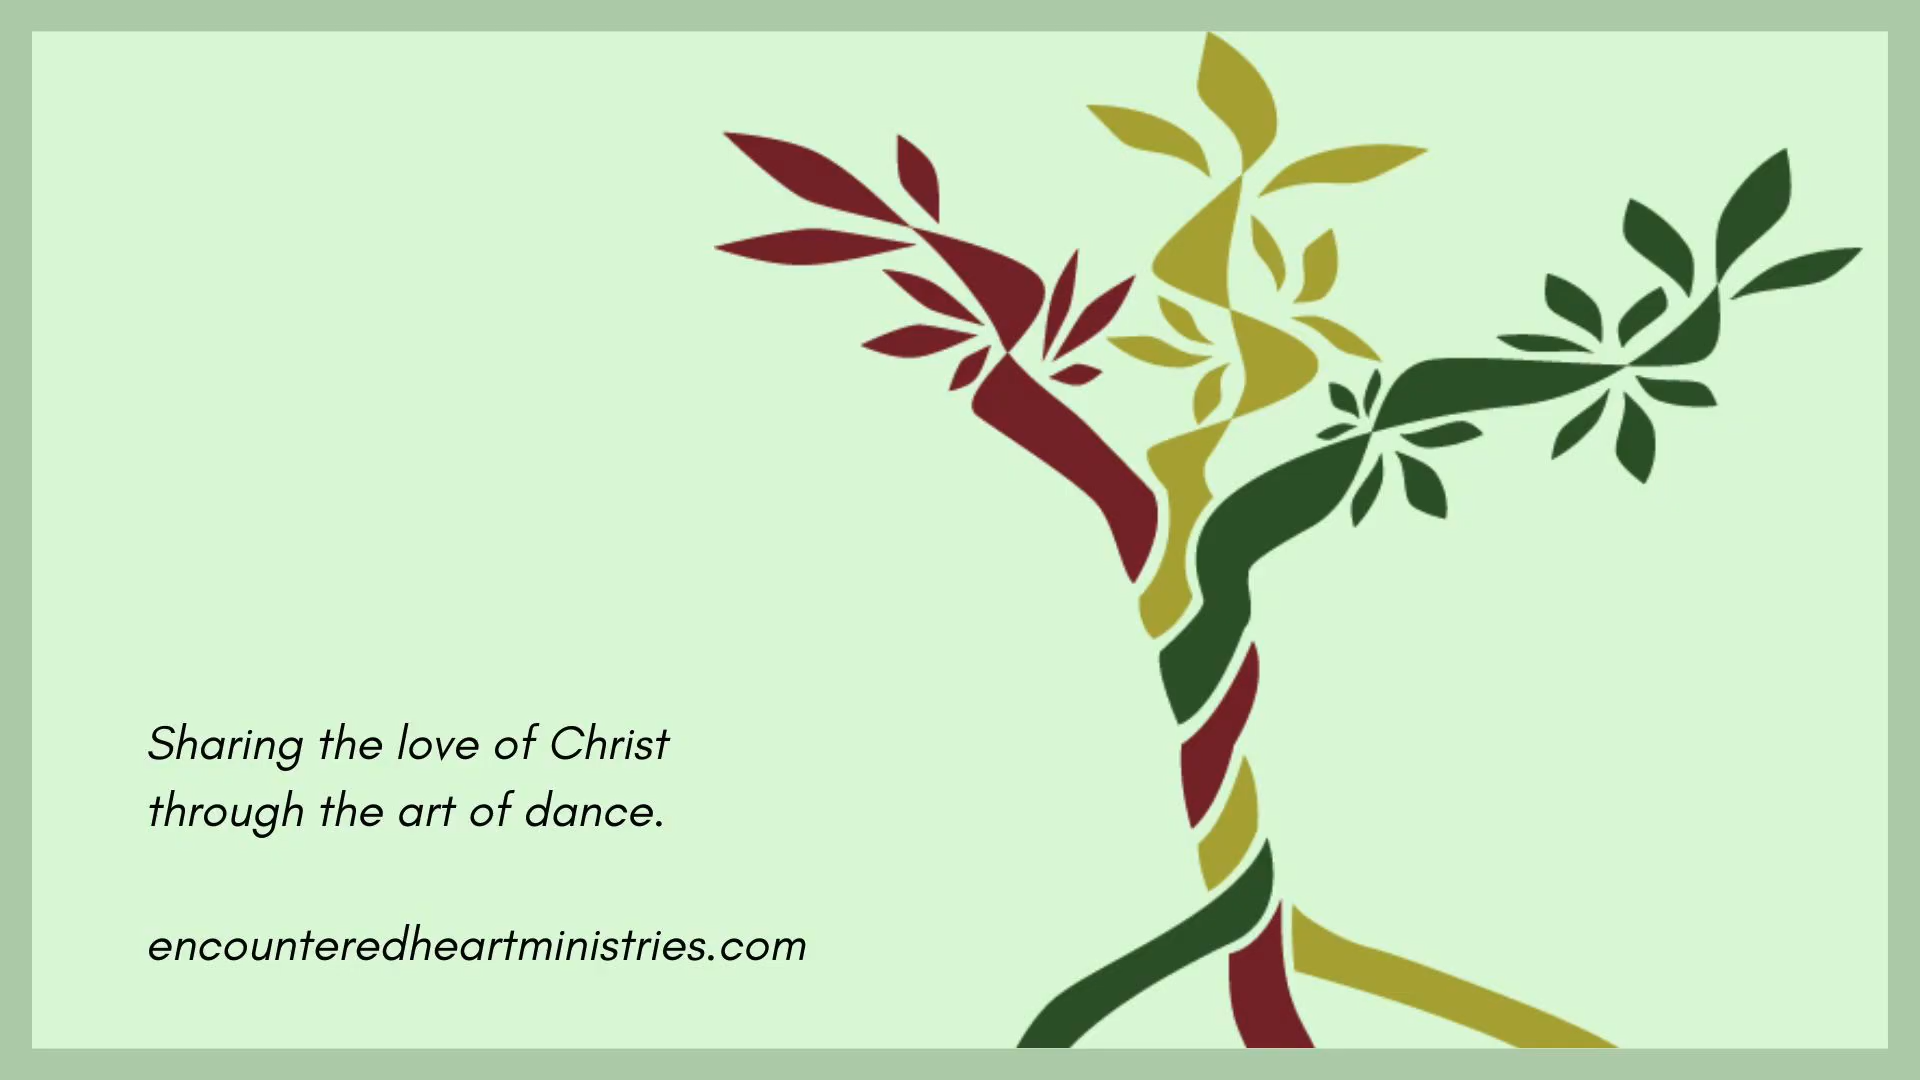 Sharing the love of Christ
through the art of dance.
encounteredheartministries.com